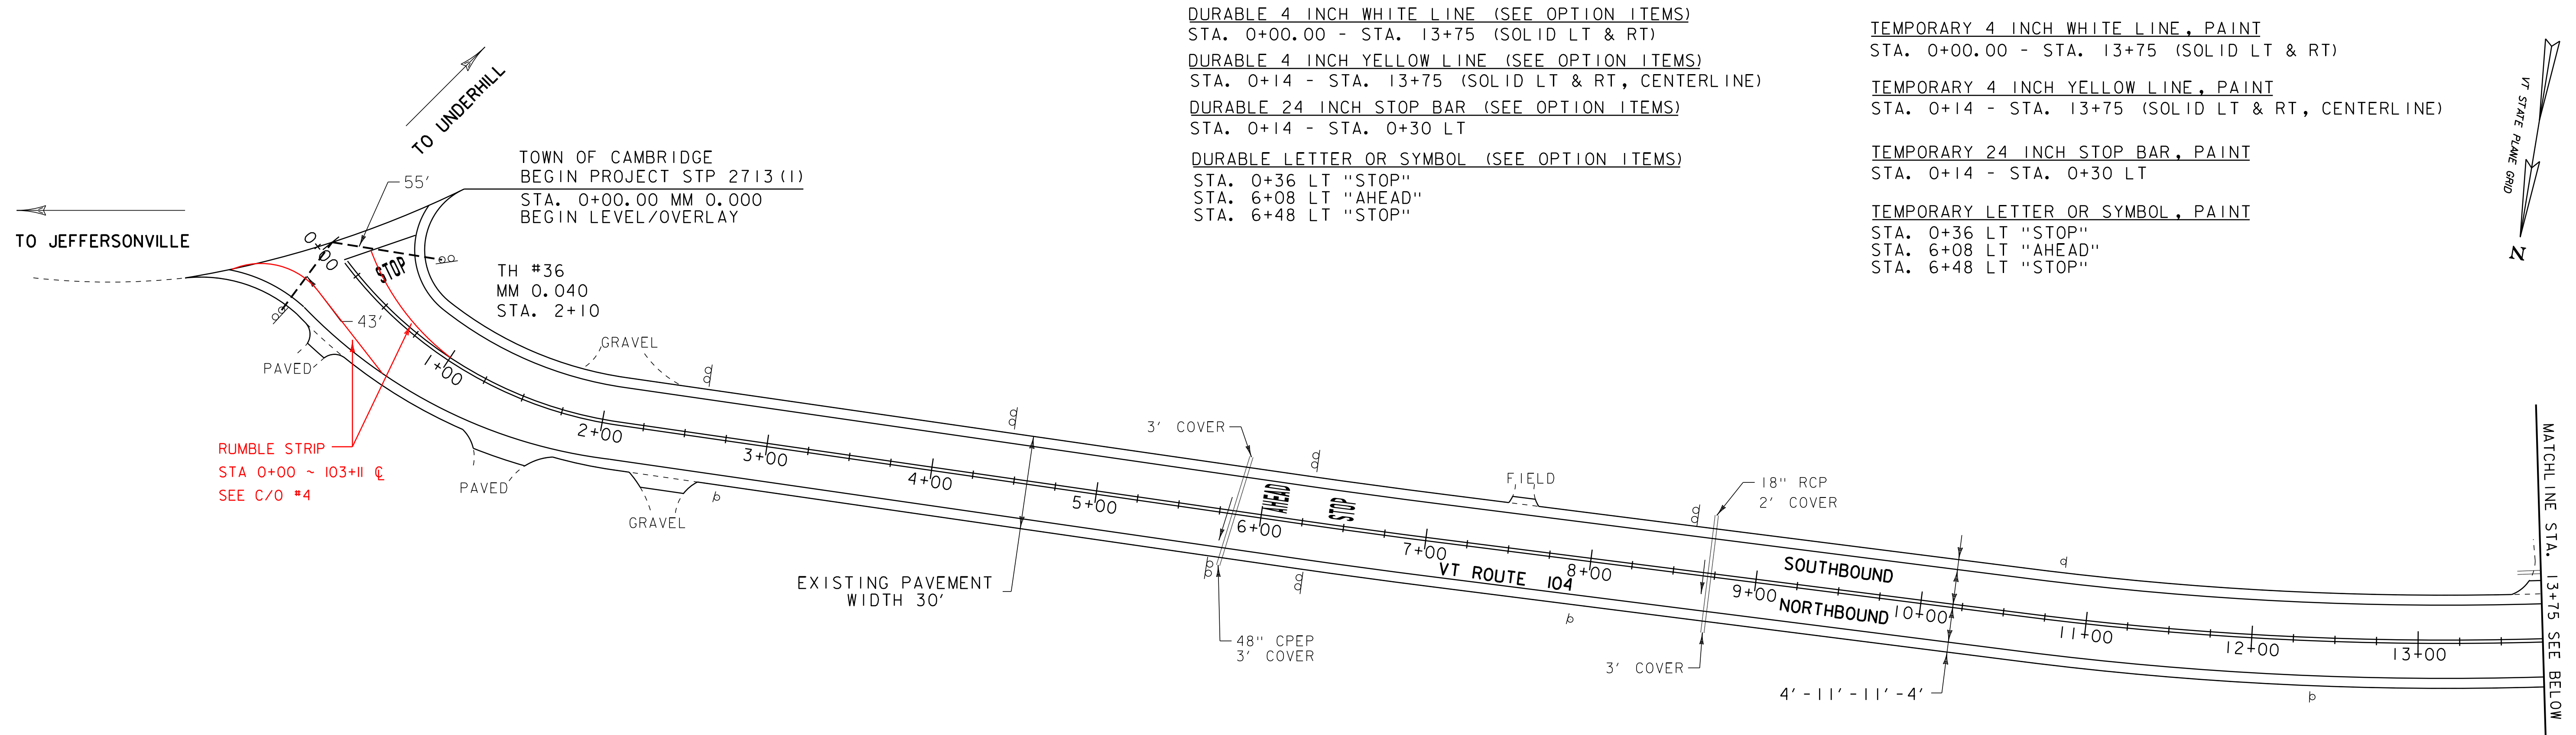 DURABLE 4 INCH WHITE LINE (SEE OPTION ITEMS)
STA. 0+00.00 - STA. 13+75 (SOLID LT & RT)
DURABLE 4 INCH YELLOW LINE (SEE OPTION ITEMS)
STA. 0+14 - STA. 13+75 (SOLID LT & RT, CENTERLINE)
DURABLE 24 INCH STOP BAR (SEE OPTION ITEMS)
STA. 0+14 - STA. 0+30 LT
DURABLE LETTER OR SYMBOL (SEE OPTION ITEMS)
STA. 0+36 LT "STOP"
STA. 6+08 LT "AHEAD"
STA. 6+48 LT "STOP"
TEMPORARY 4 INCH WHITE LINE, PAINT
STA. 0+00.00 - STA. 13+75 (SOLID LT & RT)
TEMPORARY 4 INCH YELLOW LINE, PAINT
STA. 0+14 - STA. 13+75 (SOLID LT & RT, CENTERLINE)
TEMPORARY 24 INCH STOP BAR, PAINT
STA. 0+14 - STA. 0+30 LT
TEMPORARY LETTER OR SYMBOL, PAINT
STA. 0+36 LT "STOP"
STA. 6+08 LT "AHEAD"
STA. 6+48 LT "STOP"
VT STATE PLANE GRID
N
TO UNDERHILL
TO JEFFERSONVILLE
55'
TOWN OF CAMBRIDGE
BEGIN PROJECT STP 2713(1)
STA. 0+00.00 MM 0.000
BEGIN LEVEL/OVERLAY
0+00
STOP
TH #36
MM 0.040
STA. 2+10
43'
PAVED
1+00
GRAVEL
RUMBLE STRIP
STA 0+00 ~ 103+11 ℄
SEE C/O #4
PAVED
GRAVEL
2+00
3+00
4+00
5+00
EXISTING PAVEMENT
WIDTH 30'
3' COVER
48" CPEP
3' COVER
6+00
AHEAD
STOP
7+00
VT ROUTE 104
8+00
FIELD
18" RCP
2' COVER
3' COVER
9+00
SOUTHBOUND
NORTHBOUND
10+00
4'-11'-11'-4'
11+00
12+00
13+00
MATCHLINE STA. 13+75 SEE BELOW